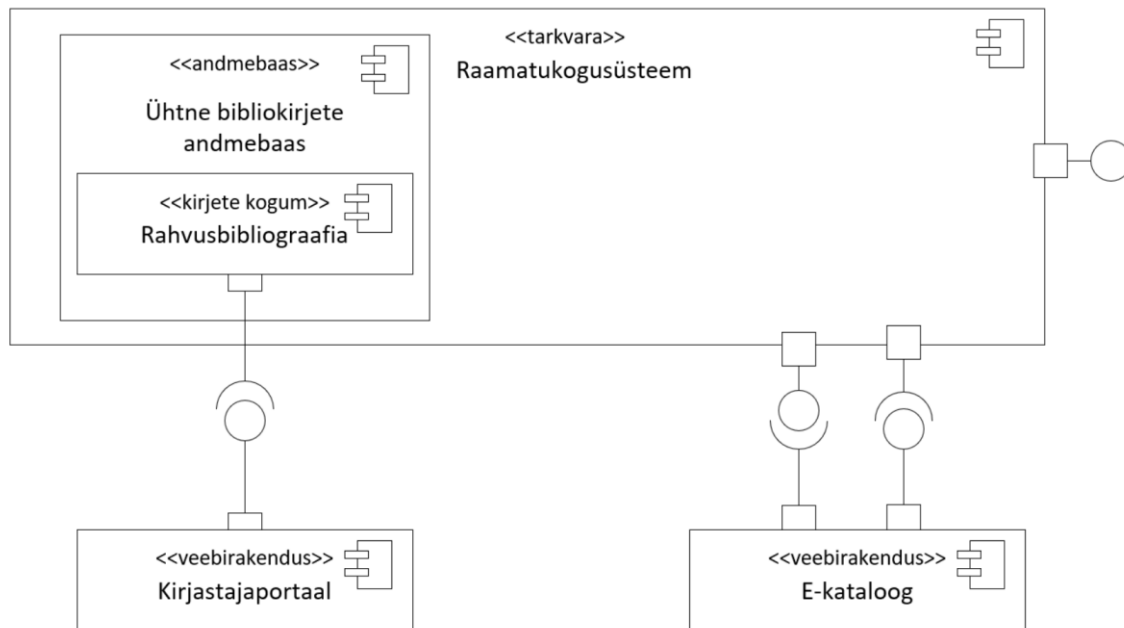 <<tarkvara>>
Raamatukogusüsteem
<<andmebaas>>
Ühtne bibliokirjete
andmebaas
<<kirjete kogum>>
Rahvusbibliograafia
<<veebirakendus>>
Kirjastajaportaal
<<veebirakendus>>
E-kataloog